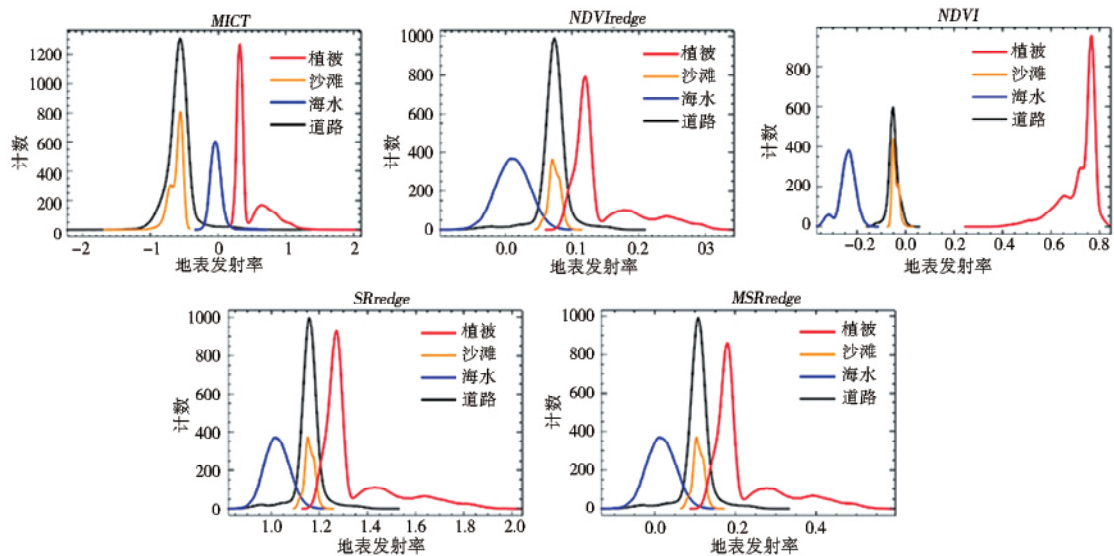 MICT
1200
1000
800
600
400
200
0
计数
植被
沙滩
海水
道路
-2 -1 0 1 2
地表发射率
NDVIredge
1000
800
600
400
200
0
计数
植被
沙滩
海水
道路
0.0 0.1 0.2 03
地表发射率
NDVI
800
600
400
200
0
计数
植被
沙滩
海水
道路
-0.2 0.0 0.2 0.4 0.6 0.8
地表发射率
SRredge
1000
800
600
400
200
0
计数
植被
沙滩
海水
道路
1.0 1.2 1.4 1.6 1.8 2.0
地表发射率
MSRredge
1000
800
600
400
200
0
计数
植被
沙滩
海水
道路
0.0 0.2 0.4
地表发射率